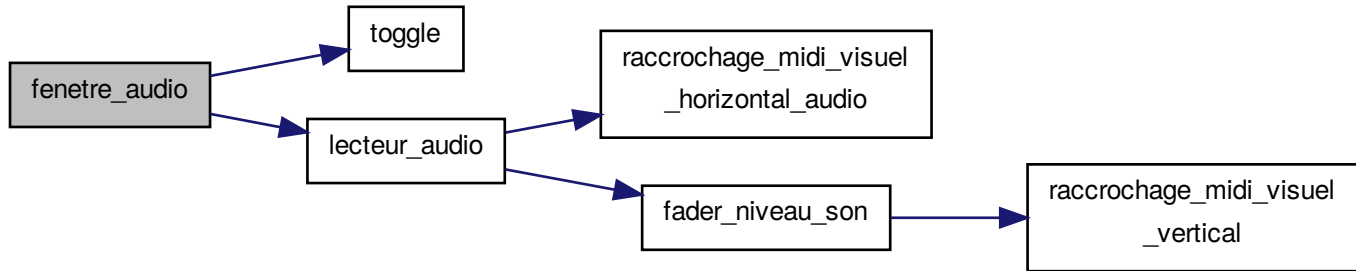 toggle
raccrochage_midi_visuel
_horizontal_audio
fenetre_audio
lecteur_audio
fader_niveau_son
raccrochage_midi_visuel
_vertical